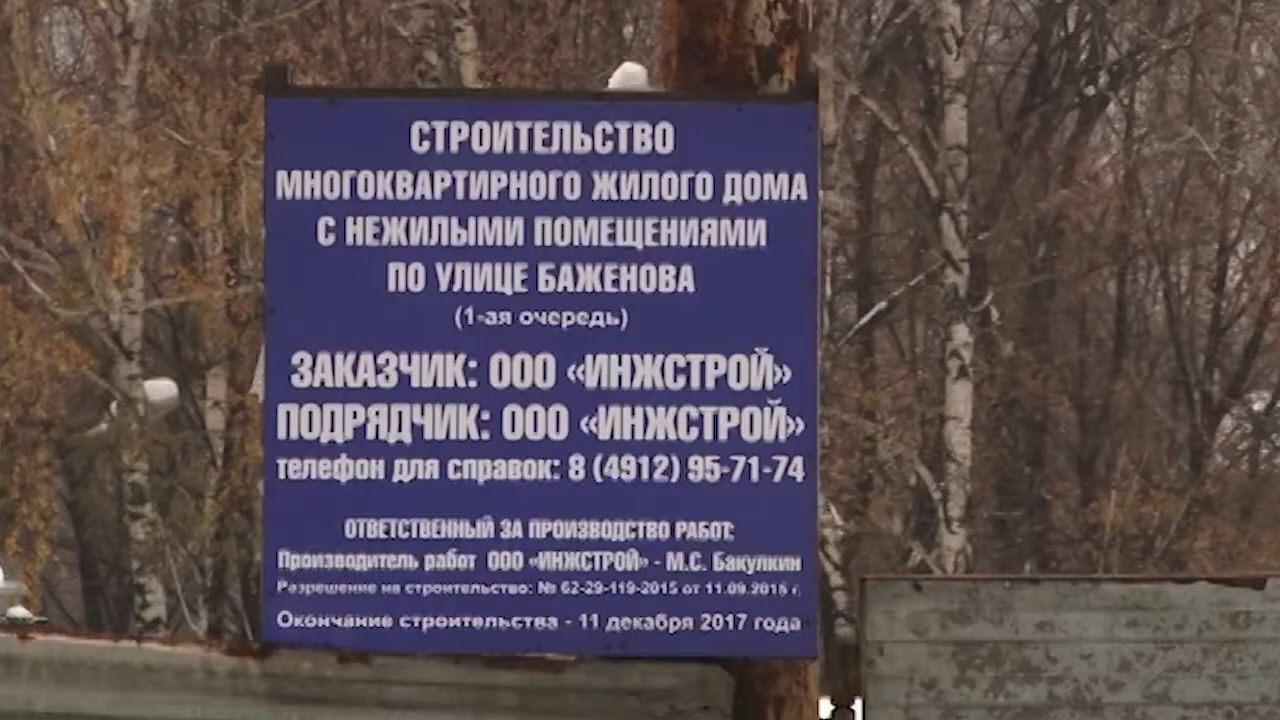 СТРОИТЕЛЬСТВО
МНОГОКВАРТИРНОГО ЖИЛОГО ДОМА
С НЕЖИЛЫМИ ПОМЕЩЕНИЯМИ
ПО УЛИЦЕ БАЖЕНОВА
(1-ая очередь)
ЗАКАЗЧИК: ООО «ИНЖСТРОЙ»
ПОДРЯДЧИК: ООО «ИНЖСТРОЙ»
телефон для справок: 8 (4912) 95-71-74
ОТВЕТСТВЕННЫЙ ЗА ПРОИЗВОДСТВО РАБОТ:
Производитель работ ООО «ИНЖСТРОЙ» - М.С. Бакулкин
Разрешение на строительство: № 62-29-119-2015 от 11.09.2015 г.
Окончание строительства - 11 декабря 2017 года